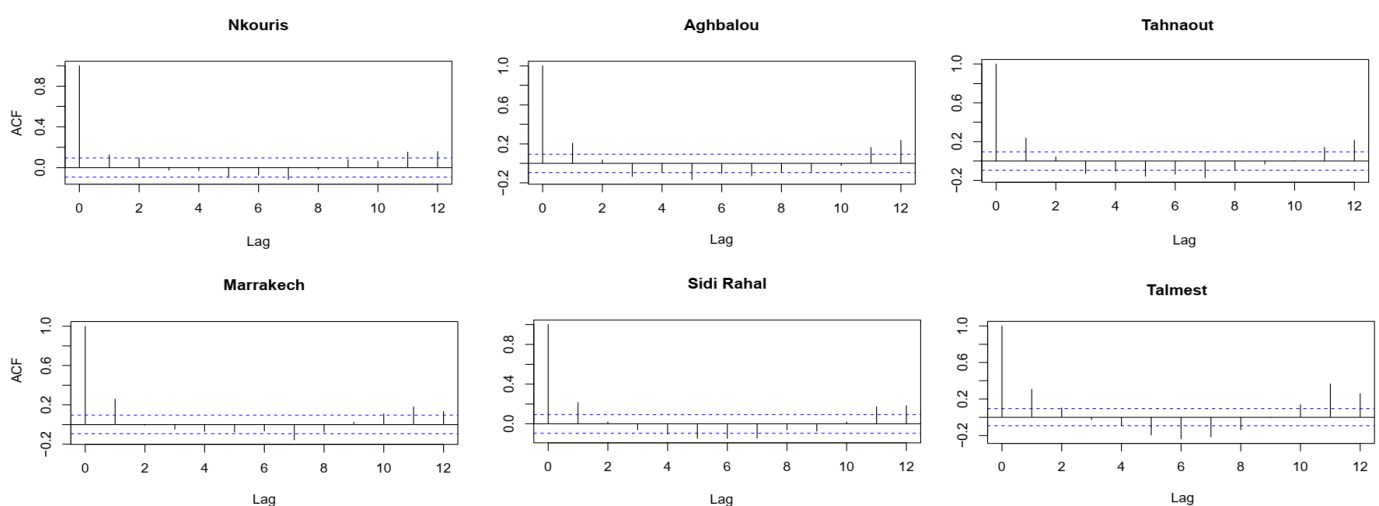 Nkouris
ACF
0.0 0.4 0.8
0 2 4 6 8 10 12
Lag
Aghbalou
−0.2 0.2 0.6 1.0
0 2 4 6 8 10 12
Lag
Tahnaout
−0.2 0.2 0.6 1.0
0 2 4 6 8 10 12
Lag
Marrakech
ACF
−0.2 0.2 0.6 1.0
0 2 4 6 8 10 12
Lag
Sidi Rahal
0.0 0.4 0.8
0 2 4 6 8 10 12
Lag
Talmest
−0.2 0.2 0.6 1.0
0 2 4 6 8 10 12
Lag